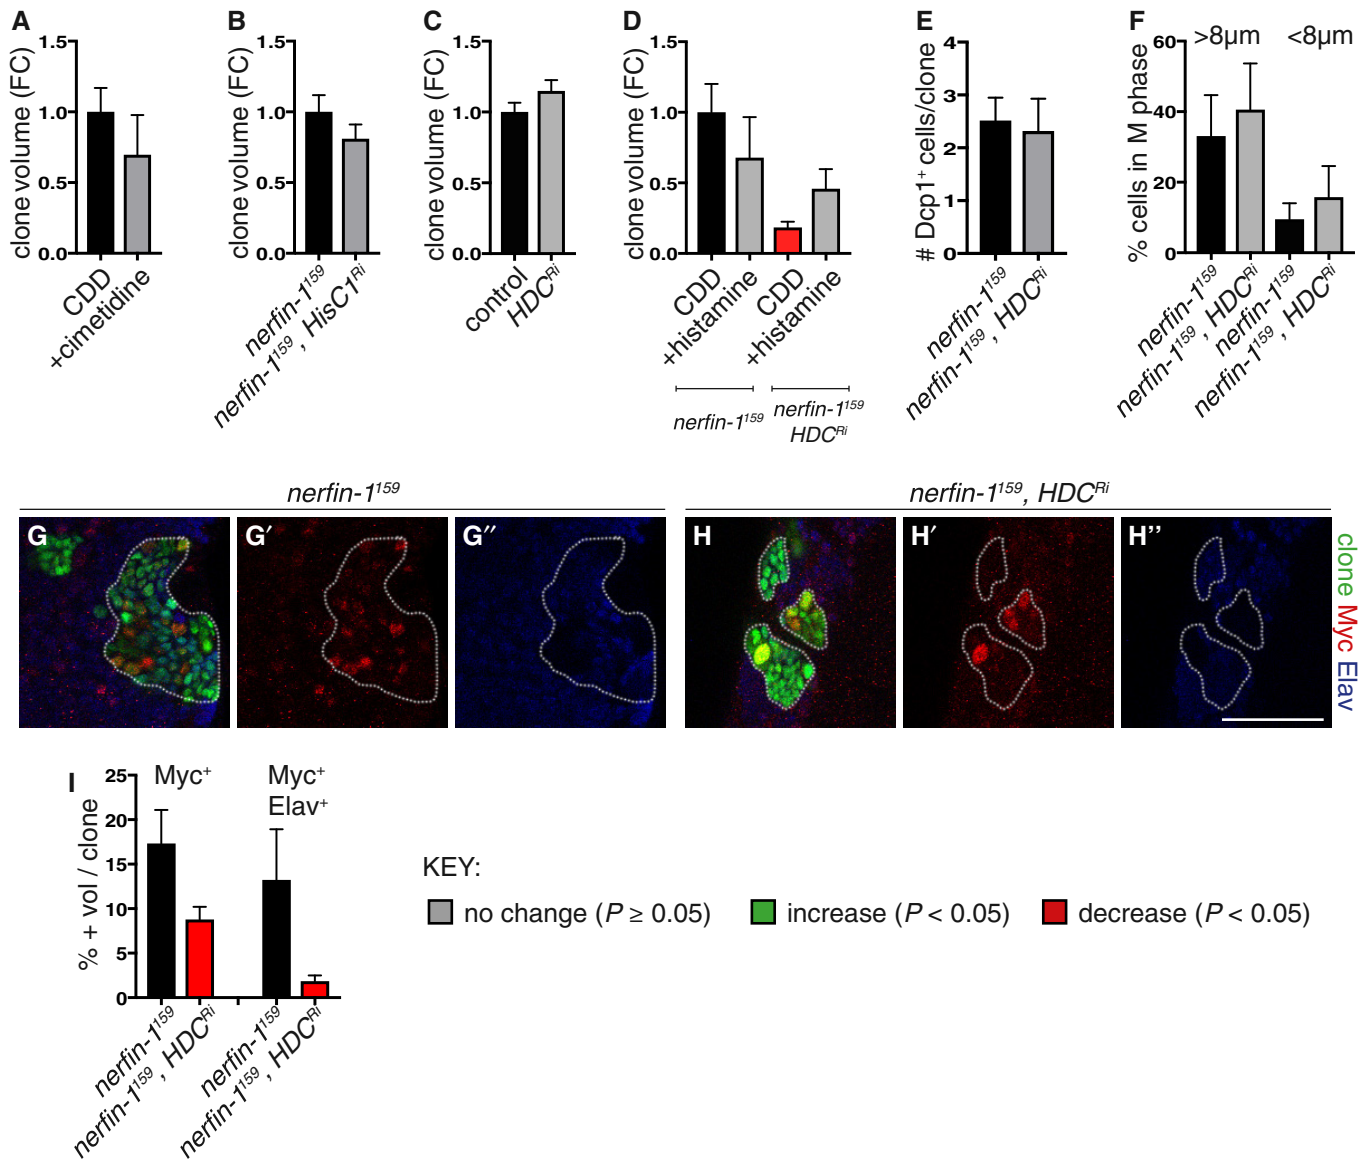 A
clone volume (FC)
1.5
1.0
0.5
0.0
CDD
+cimetidine
B
clone volume (FC)
1.5
1.0
0.5
0.0
nerfin-1¹⁵⁹
nerfin-1¹⁵⁹, HisC1ᴿⁱ
C
clone volume (FC)
1.5
1.0
0.5
0.0
control
HDCᴿⁱ
D
clone volume (FC)
1.5
1.0
0.5
0.0
CDD
+histamine
CDD
+histamine
nerfin-1¹⁵⁹
nerfin-1¹⁵⁹
HDCᴿⁱ
E
# Dcp1⁺ cells/clone
4
3
2
1
0
nerfin-1¹⁵⁹
nerfin-1¹⁵⁹, HDCᴿⁱ
F
>8µm <8µm
% cells in M phase
60
40
20
0
nerfin-1¹⁵⁹
nerfin-1¹⁵⁹, HDCᴿⁱ
nerfin-1¹⁵⁹
nerfin-1¹⁵⁹, HDCᴿⁱ
nerfin-1¹⁵⁹
G
G′
G″
nerfin-1¹⁵⁹, HDCᴿⁱ
H
H′
H''
clone Myc Elav
I
% + vol / clone
25
20
15
10
5
0
Myc⁺
Myc⁺
Elav⁺
nerfin-1¹⁵⁹
nerfin-1¹⁵⁹, HDCᴿⁱ
nerfin-1¹⁵⁹
nerfin-1¹⁵⁹, HDCᴿⁱ
KEY:
no change (P ≥ 0.05)
increase (P < 0.05)
decrease (P < 0.05)